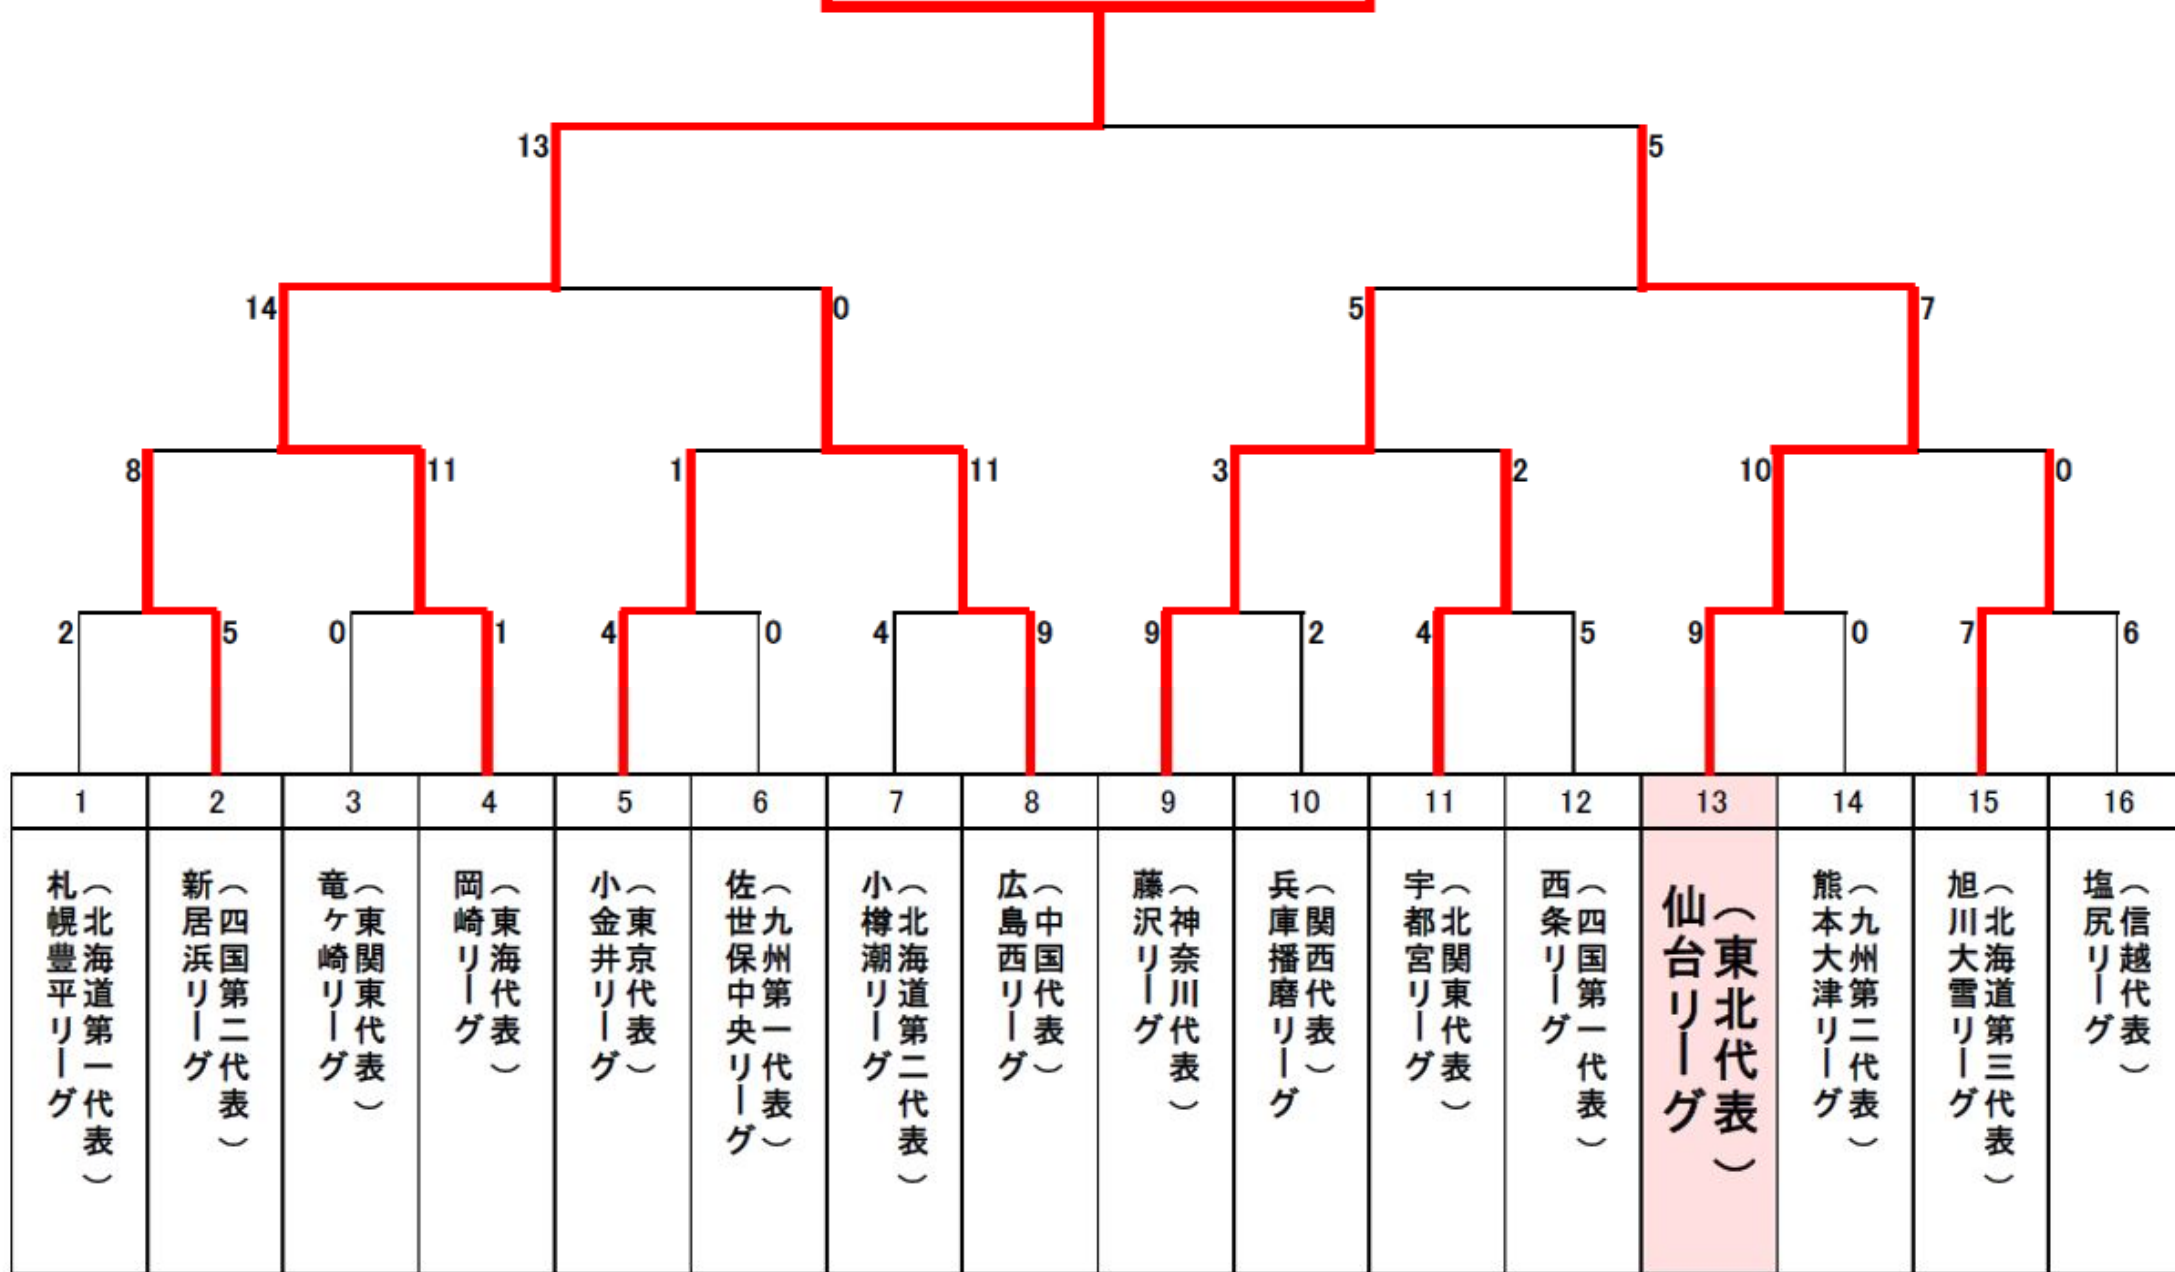 13 5
14 0 5 7
8 11 1 11 3 2 10 0
2 5 0 1 4 0 4 9 9 2 4 5 9 0 7 6
1 2 3 4 5 6 7 8 9 10 11 12 13 14 15 16
（北海道第一代表）
札幌豊平リーグ
（四国第二代表）
新居浜リーグ
（東関東代表）
竜ヶ崎リーグ
（東海代表）
岡崎リーグ
（東京代表）
小金井リーグ
（九州第一代表）
佐世保中央リーグ
（北海道第二代表）
小樽潮リーグ
（中国代表）
広島西リーグ
（神奈川代表）
藤沢リーグ
（関西代表）
兵庫播磨リーグ
（北関東代表）
宇都宮リーグ
（四国第一代表）
西条リーグ
（東北代表）
仙台リーグ
（九州第二代表）
熊本大津リーグ
（北海道第三代表）
旭川大雪リーグ
（信越代表）
塩尻リーグ